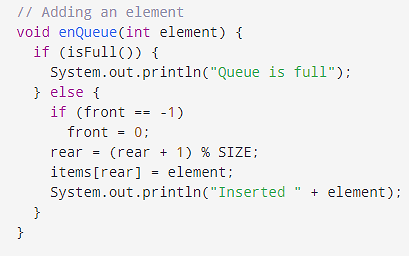 // Adding an element
void enQueue(int element) {
  if (isFull()) {
    System.out.println("Queue is full");
  } else {
    if (front == -1)
      front = 0;
    rear = (rear + 1) % SIZE;
    items[rear] = element;
    System.out.println("Inserted " + element);
  }
}